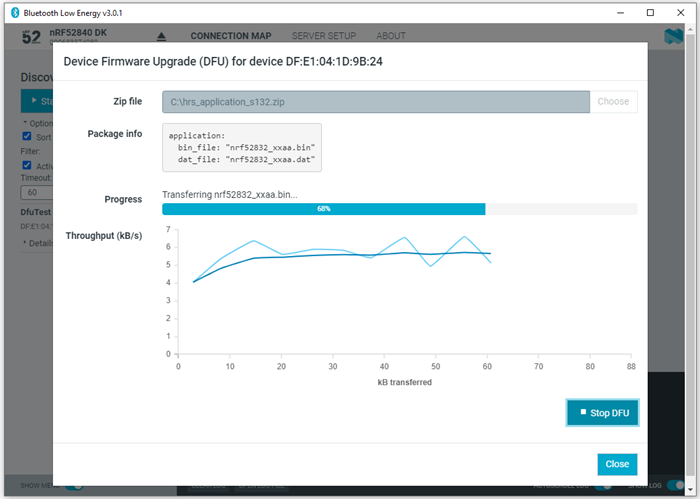 Bluetooth Low Energy v3.0.1
52 nRF52840 DK
CONNECTION MAP SERVER SETUP ABOUT
Device Firmware Upgrade (DFU) for device DF:E1:04:1D:9B:24
Zip file C:\hrs_application_s132.zip Choose
Package info
application:
bin_file: "nrf52832_xxaa.bin"
dat_file: "nrf52832_xxaa.dat"
Progress Transferring nrf52832_xxaa.bin...
68%
Throughput (kB/s)
7
6
5
4
3
2
1
0
0 10 20 30 40 50 60 70 80 88
kB transferred
Stop DFU
Close
Discov
Sta
Option
Sort
Filter:
Activ
Timeout:
60
DfuTest
DF:E1:04:1
Details
SHOW MENU
AUTOSCROLL LOG
SHOW LOG